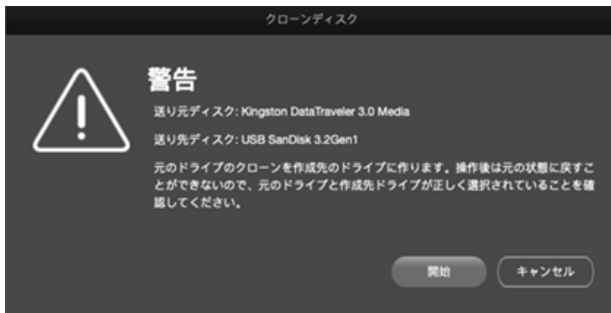 クローンディスク
警告
送り元ディスク: Kingston DataTraveler 3.0 Media
送り先ディスク: USB SanDisk 3.2Gen1
元のドライブのクローンを作成先のドライブに作ります。操作後は元の状態に戻すこ
とができないので、元のドライブと作成先ドライブが正しく選択されていることを確
認してください。
開始
キャンセル